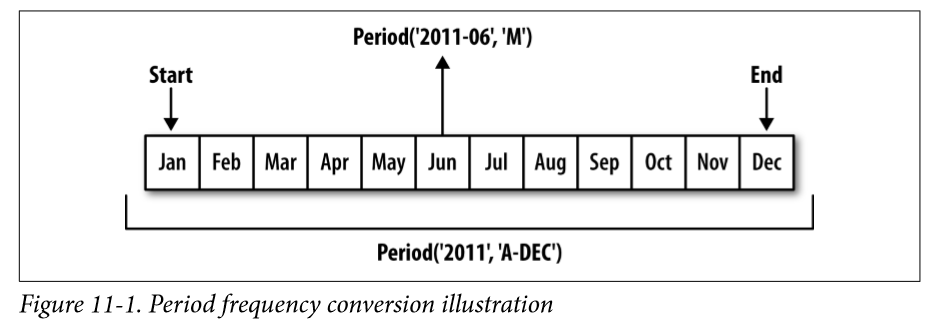 Period('2011-06', 'M')
Start End
Jan Feb Mar Apr May Jun Jul Aug Sep Oct Nov Dec
Period('2011', 'A-DEC')
Figure 11-1. Period frequency conversion illustration